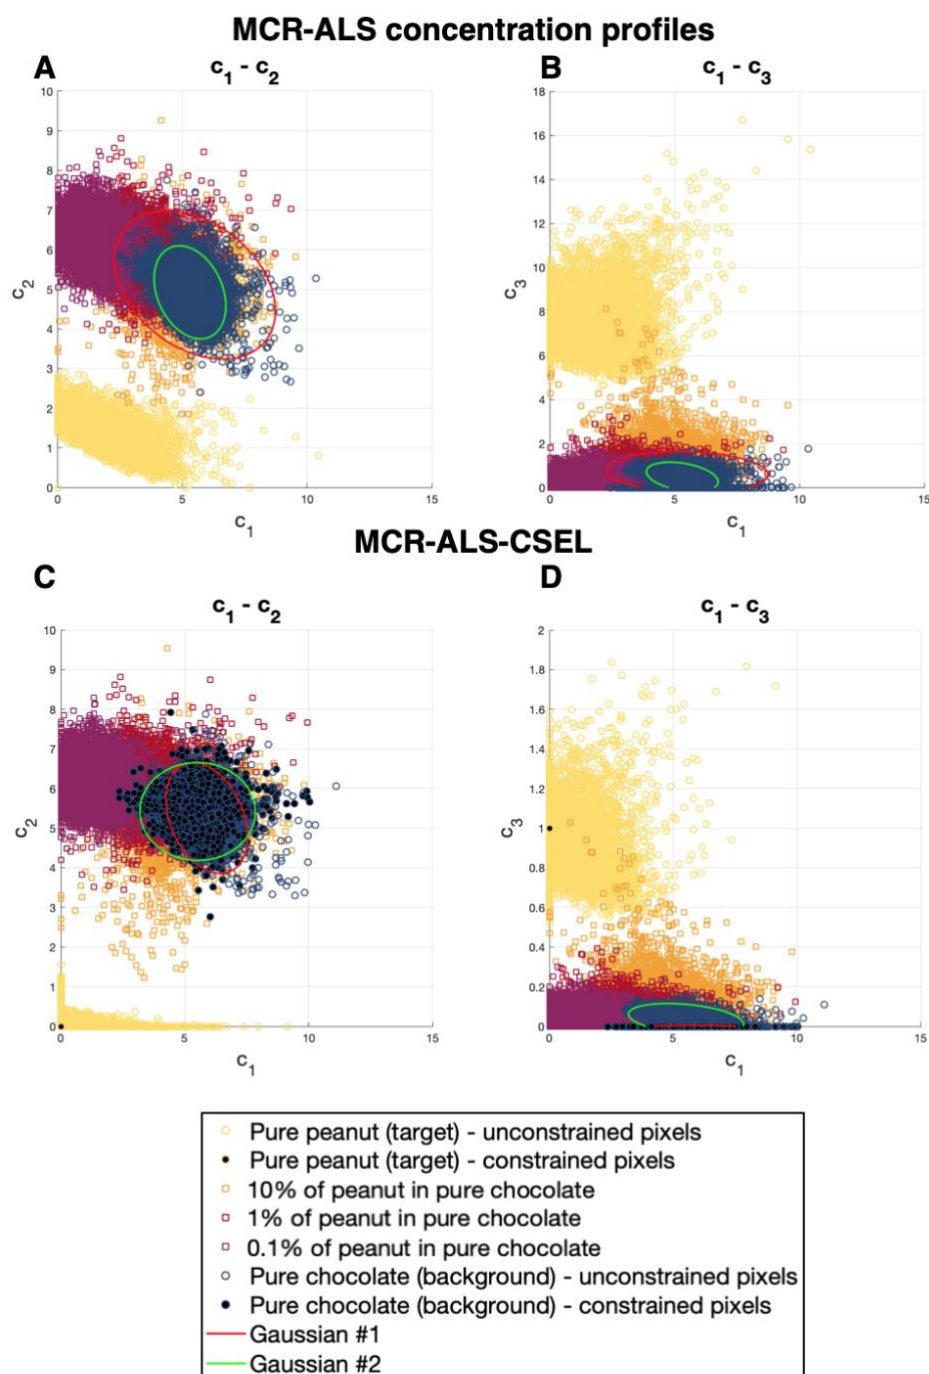 MCR-ALS concentration profiles
A
c1 - c2
B
c1 - c3
10
9
8
7
6
5
4
3
2
1
0
c2
0
5
10
15
c1
18
16
14
12
10
8
6
4
2
0
c3
0
5
10
15
c1
MCR-ALS-CSEL
C
c1 - c2
D
c1 - c3
10
9
8
7
6
5
4
3
2
1
0
c2
0
5
10
15
c1
2
1.8
1.6
1.4
1.2
1
0.8
0.6
0.4
0.2
0
c3
0
5
10
15
c1
Pure peanut (target) - unconstrained pixels
Pure peanut (target) - constrained pixels
10% of peanut in pure chocolate
1% of peanut in pure chocolate
0.1% of peanut in pure chocolate
Pure chocolate (background) - unconstrained pixels
Pure chocolate (background) - constrained pixels
Gaussian #1
Gaussian #2